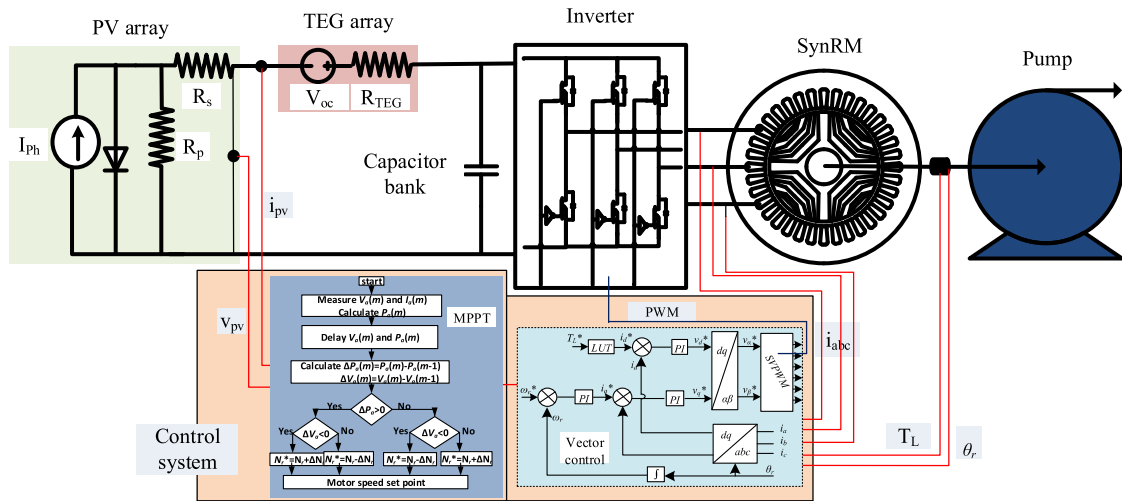 PV array
TEG array
Inverter
SynRM
Pump
R_s
V_oc
R_TEG
I_Ph
R_p
Capacitor
bank
i_pv
v_pv
start
Measure V_o(m) and I_o(m)
Calculate P_o(m)
MPPT
Delay V_o(m) and P_o(m)
Calculate ΔP_o(m)=P_o(m)-P_o(m-1)
ΔV_o(m)=V_o(m)-V_o(m-1)
Yes
ΔP_o>0
No
Yes
ΔV_o<0
No
Yes
ΔV_o<0
No
N_r*=N_r+ΔN_r
N_r*=N_r-ΔN_r
N_r*=N_r-ΔN_r
N_r*=N_r+ΔN_r
Motor speed set point
Control
system
PWM
T_L*
LUT
i_d*
PI
v_d*
dq
αβ
v_α*
SVPWM
i_d
ω_r*
PI
i_q*
PI
v_q*
v_β*
ω_r
Vector
control
dq
abc
i_a
i_b
i_c
∫
θ_r
i_abc
T_L
θ_r